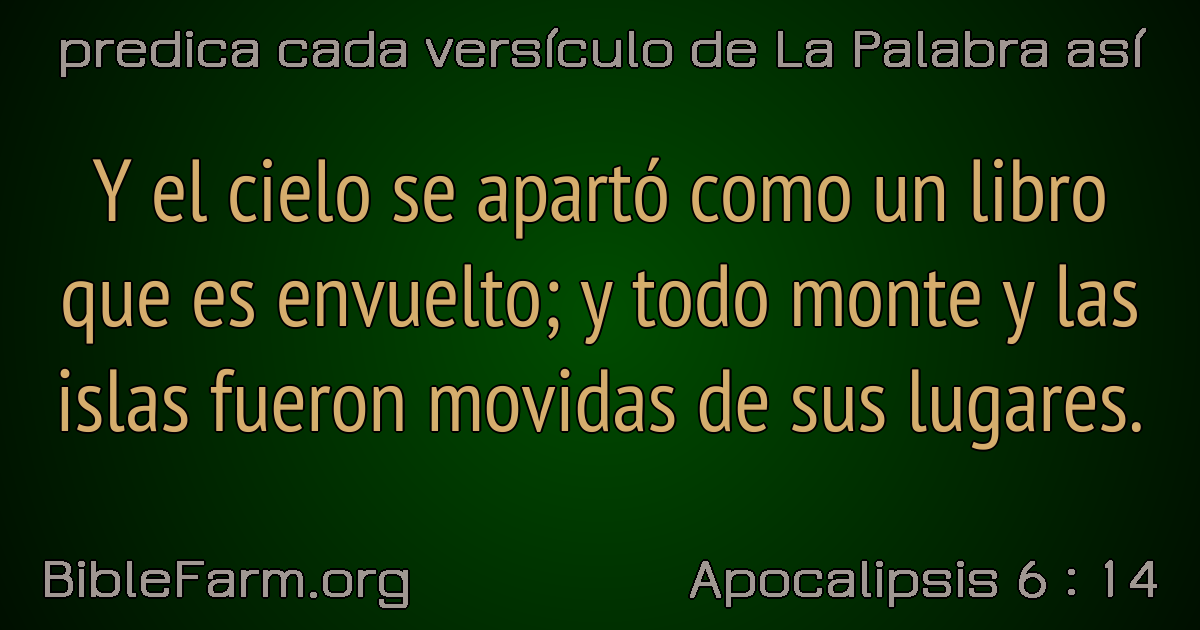 predica cada versículo de La Palabra así
Y el cielo se apartó como un libro
que es envuelto; y todo monte y las
islas fueron movidas de sus lugares.
BibleFarm.org
Apocalipsis 6 : 14